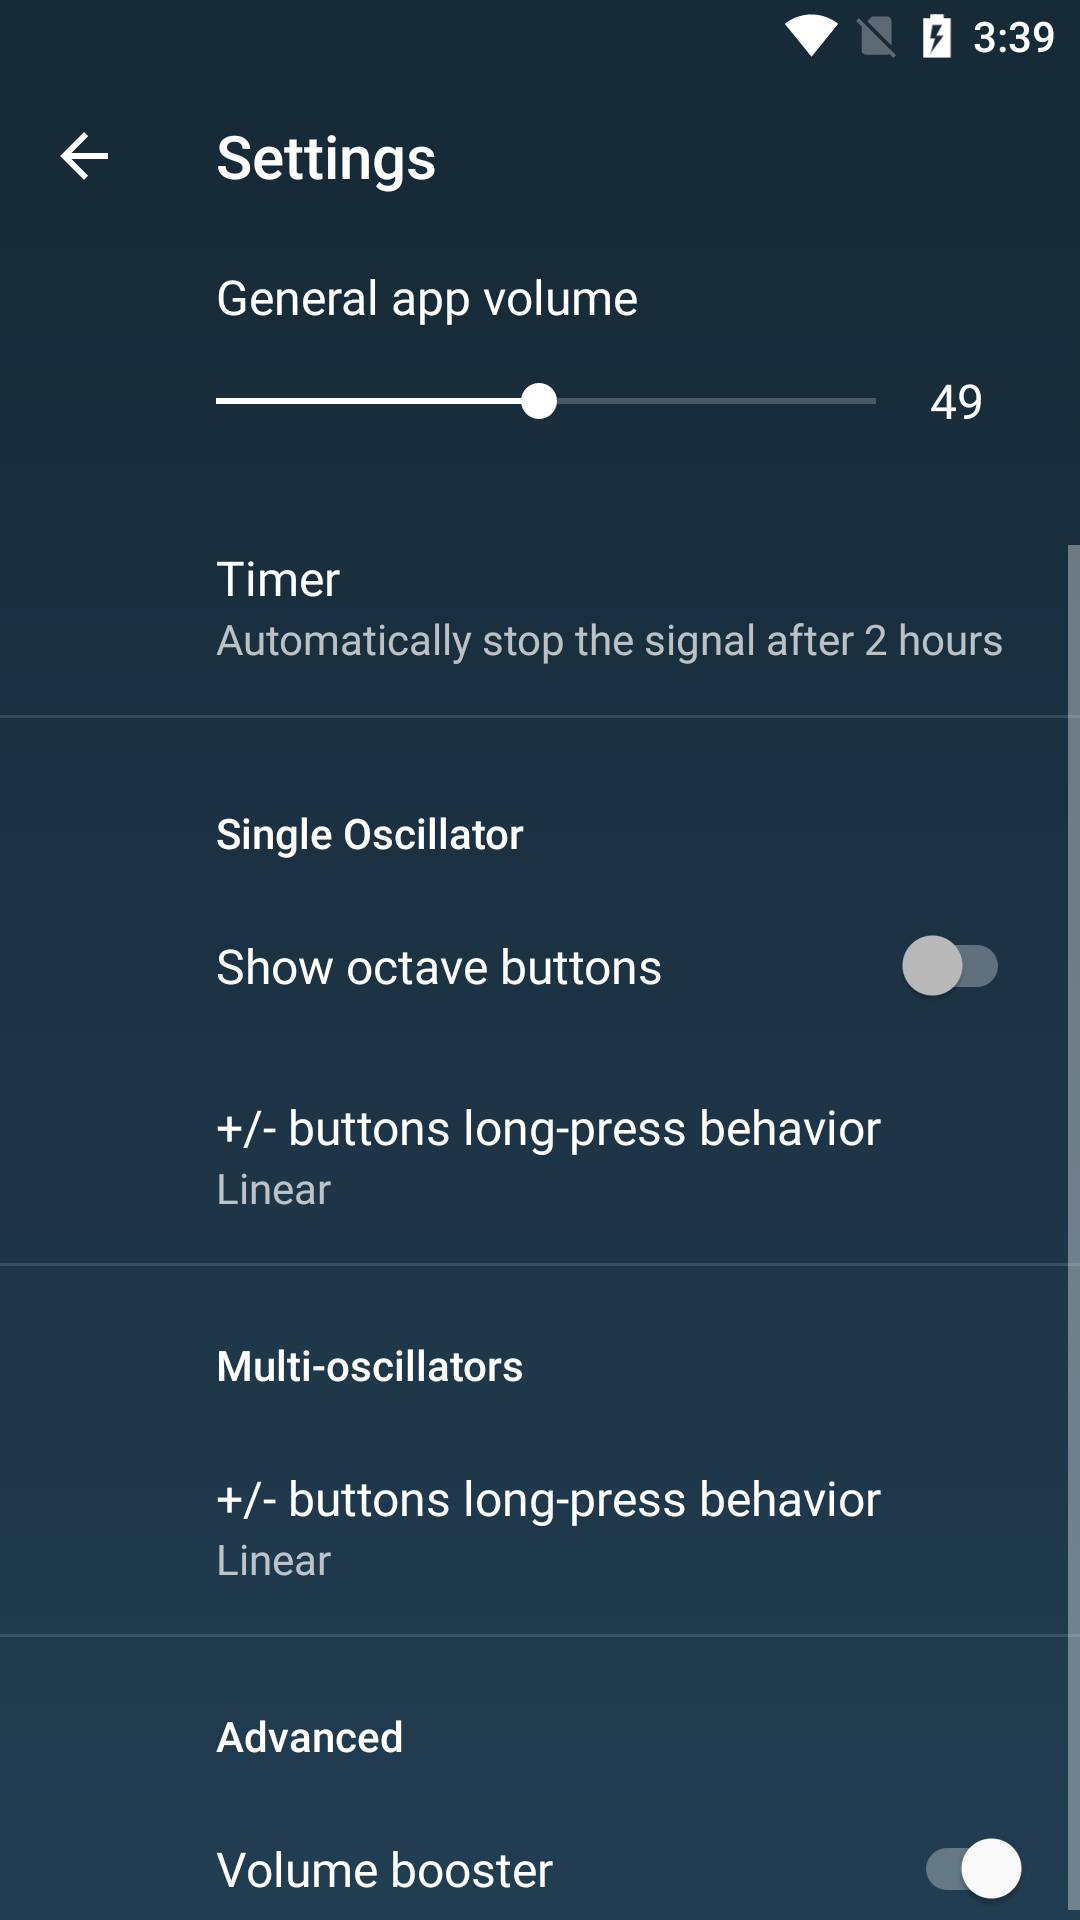 3:39
Settings
General app volume
49
Timer
Automatically stop the signal after 2 hours
Single Oscillator
Show octave buttons
+/- buttons long-press behavior
Linear
Multi-oscillators
+/- buttons long-press behavior
Linear
Advanced
Volume booster